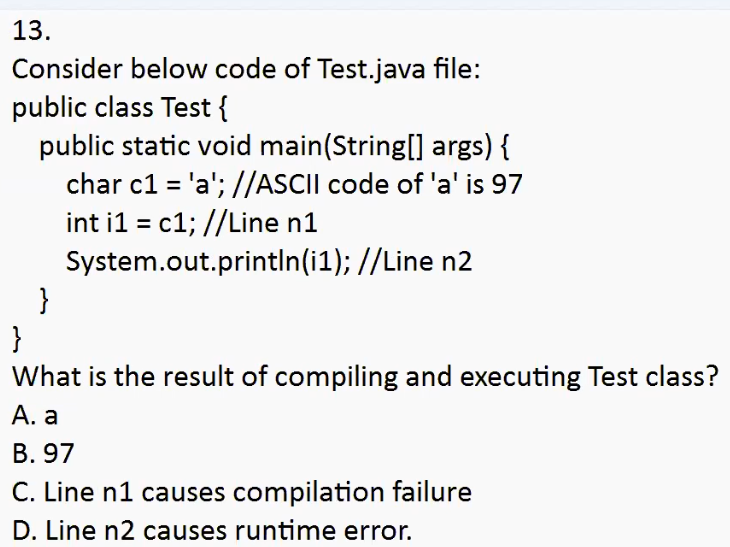 13.
Consider below code of Test.java file:
public class Test {
public static void main(String[] args) {
char c1 = 'a'; //ASCII code of 'a' is 97
int i1 = c1; //Line n1
System.out.println(i1); //Line n2
}
}
What is the result of compiling and executing Test class?
A. a
B. 97
C. Line n1 causes compilation failure
D. Line n2 causes runtime error.